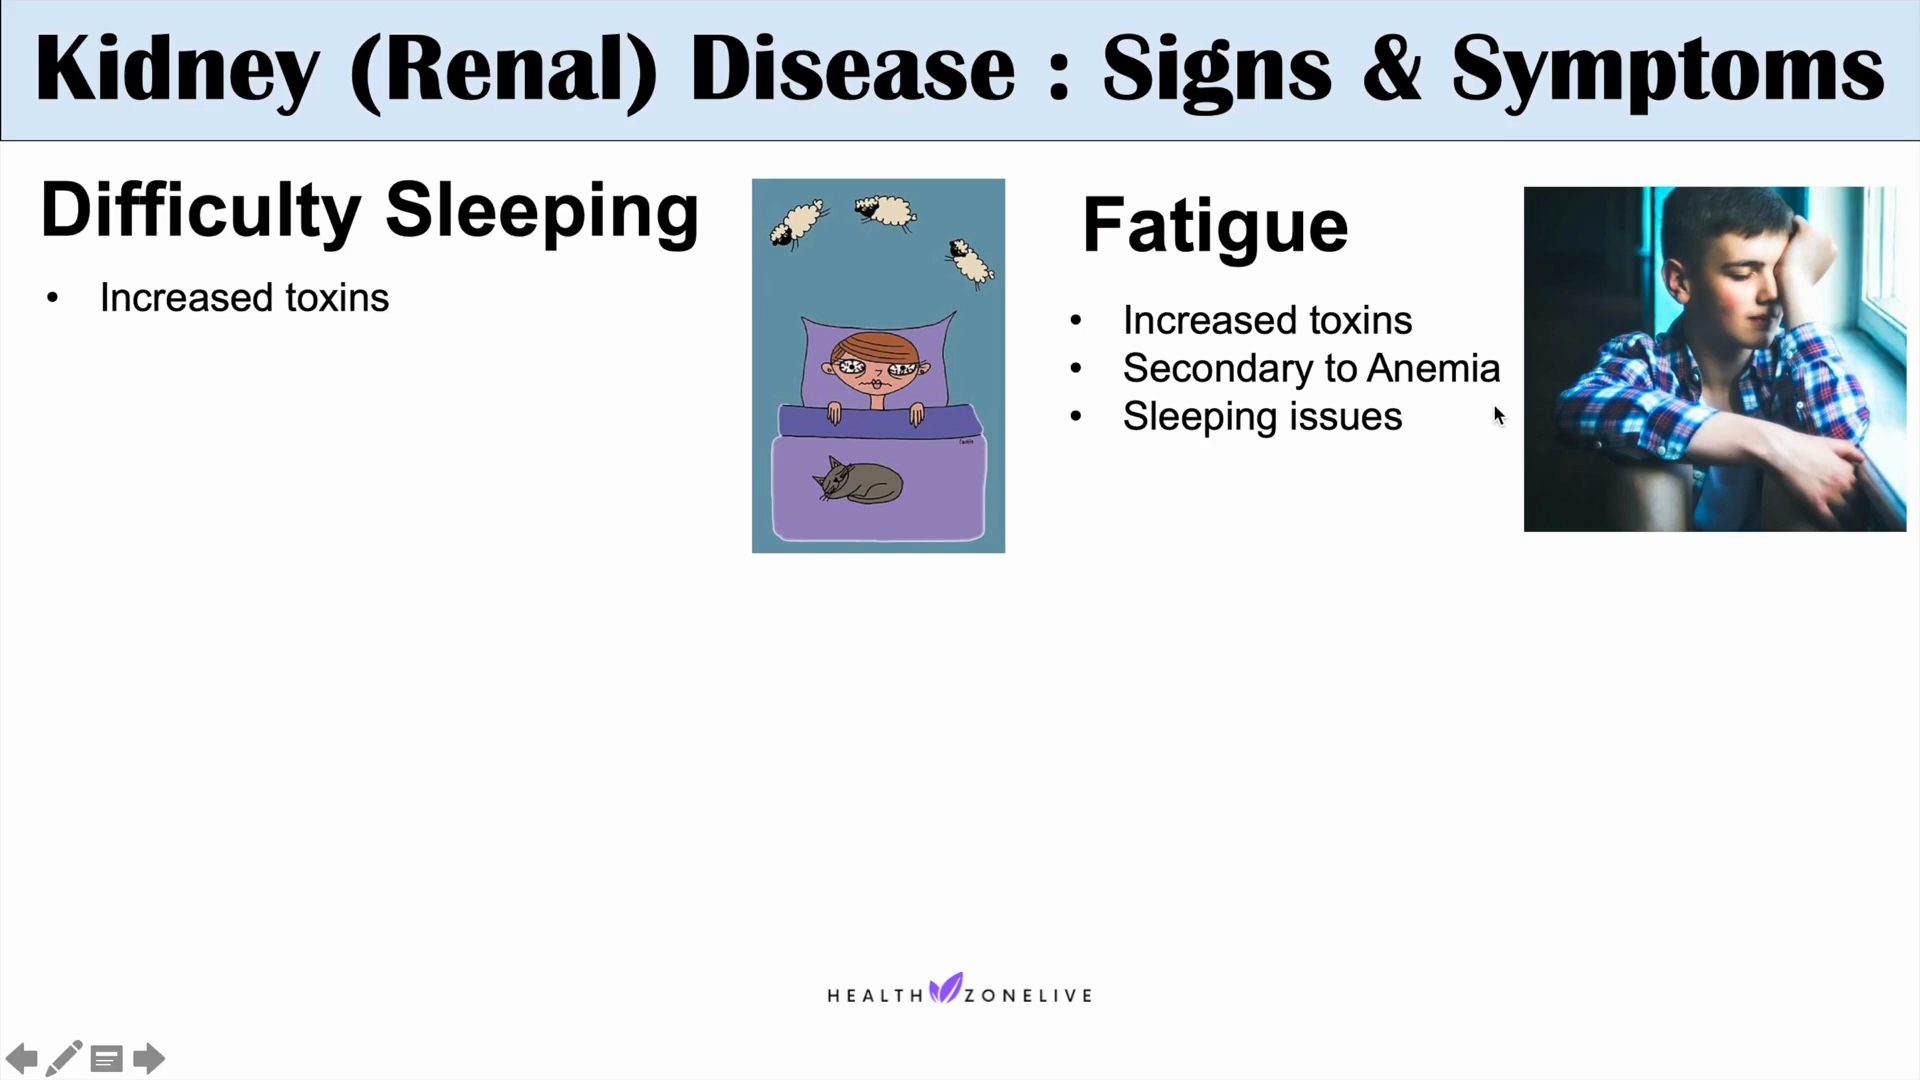 Kidney (Renal) Disease : Signs & Symptoms
Difficulty Sleeping
• Increased toxins
Fatigue
• Increased toxins
• Secondary to Anemia
• Sleeping issues
HEALTH ZONELIVE